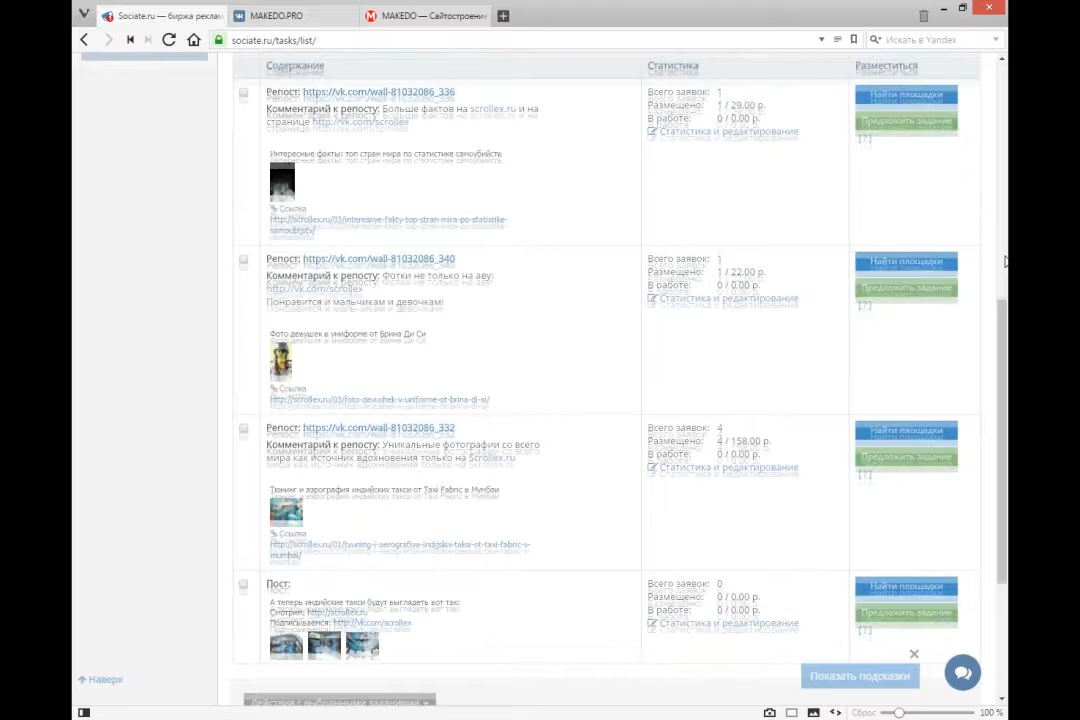 Sociate.ru — биржа реклам
MAKEDO.PRO
MAKEDO — Сайтостроение
sociate.ru/tasks/list/
Искать в Yandex
Содержание
Статистика
Разместиться
Репост: https://vk.com/wall-81032086_336
Комментарий к репосту: Больше фактов на scrollex.ru и на
странице http://vk.com/scrollex
Интересные факты: топ стран мира по статистике самоубийств
Ссылка
http://scrollex.ru/03/interesnye-fakty-top-stran-mira-po-statistike-
samoubijstv/
Всего заявок: 1
Размещено: 1 / 29.00 р.
В работе: 0 / 0.00 р.
Статистика и редактирование
Найти площадки
Предложить задание
[?]
Репост: https://vk.com/wall-81032086_340
Комментарий к репосту: Фотки не только на аву:
http://vk.com/scrollex
Понравится и мальчикам и девочкам!
Фото девушек в униформе от Брина Ди Си
Ссылка
http://scrollex.ru/03/foto-devushek-v-uniforme-ot-brina-di-si/
Всего заявок: 1
Размещено: 1 / 22.00 р.
В работе: 0 / 0.00 р.
Статистика и редактирование
Найти площадки
Предложить задание
[?]
Репост: https://vk.com/wall-81032086_332
Комментарий к репосту: Уникальные фотографии со всего
мира как источник вдохновения только на Scrollex.ru
Тюнинг и аэрография индийских такси от Taxi Fabric в Мумбаи
Ссылка
http://scrollex.ru/01/tyuning-i-aerografiya-indijskix-taksi-ot-taxi-fabric-v-
mumbai/
Всего заявок: 4
Размещено: 4 / 158.00 р.
В работе: 0 / 0.00 р.
Статистика и редактирование
Найти площадки
Предложить задание
[?]
Пост:
А теперь индийские такси будут выглядеть вот так:
Смотрим: http://scrollex.ru
Подписываемся: http://vk.com/scrollex
Всего заявок: 0
Размещено: 0 / 0.00 р.
В работе: 0 / 0.00 р.
Статистика и редактирование
Найти площадки
Предложить задание
[?]
Наверх
Показать подсказки
Действия с выбранными заданиями
Сброс
100 %